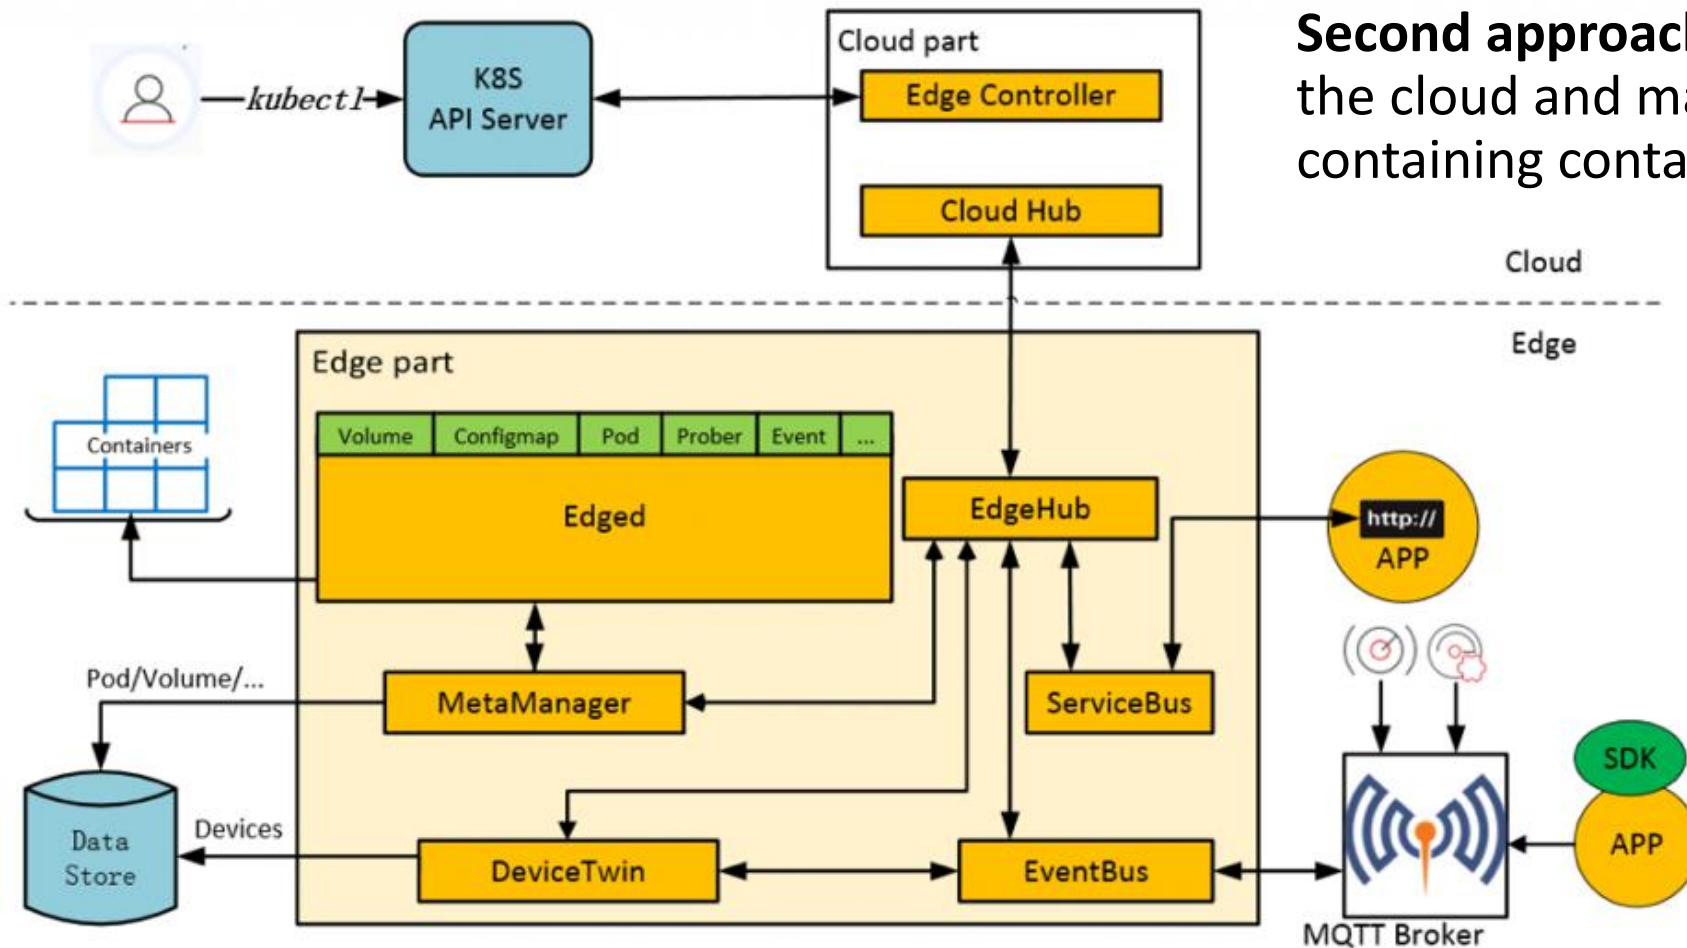 Second approach
the cloud and ma
containing conta
Cloud part
K8S
API Server
kubectl
Edge Controller
Cloud Hub
Cloud
Edge
Edge part
Volume
Configmap
Pod
Prober
Event
...
Containers
Edged
EdgeHub
http://
APP
Pod/Volume/...
MetaManager
ServiceBus
SDK
Data
Store
Devices
DeviceTwin
EventBus
APP
MQTT Broker